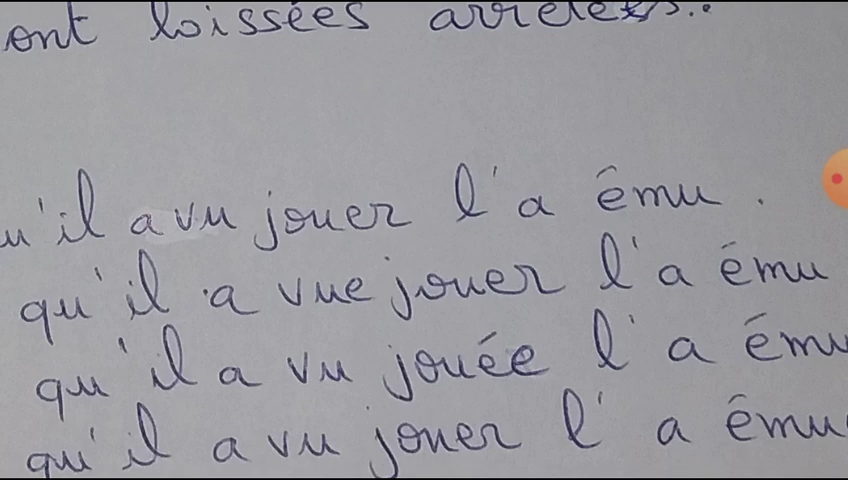 ont loissées arrêtées..
u'il a vu jouer l'a ému.
qu'il a vue jouer l'a ému
qu'il a vu jouée l'a ému
qu'il a vu jouer l'a ému